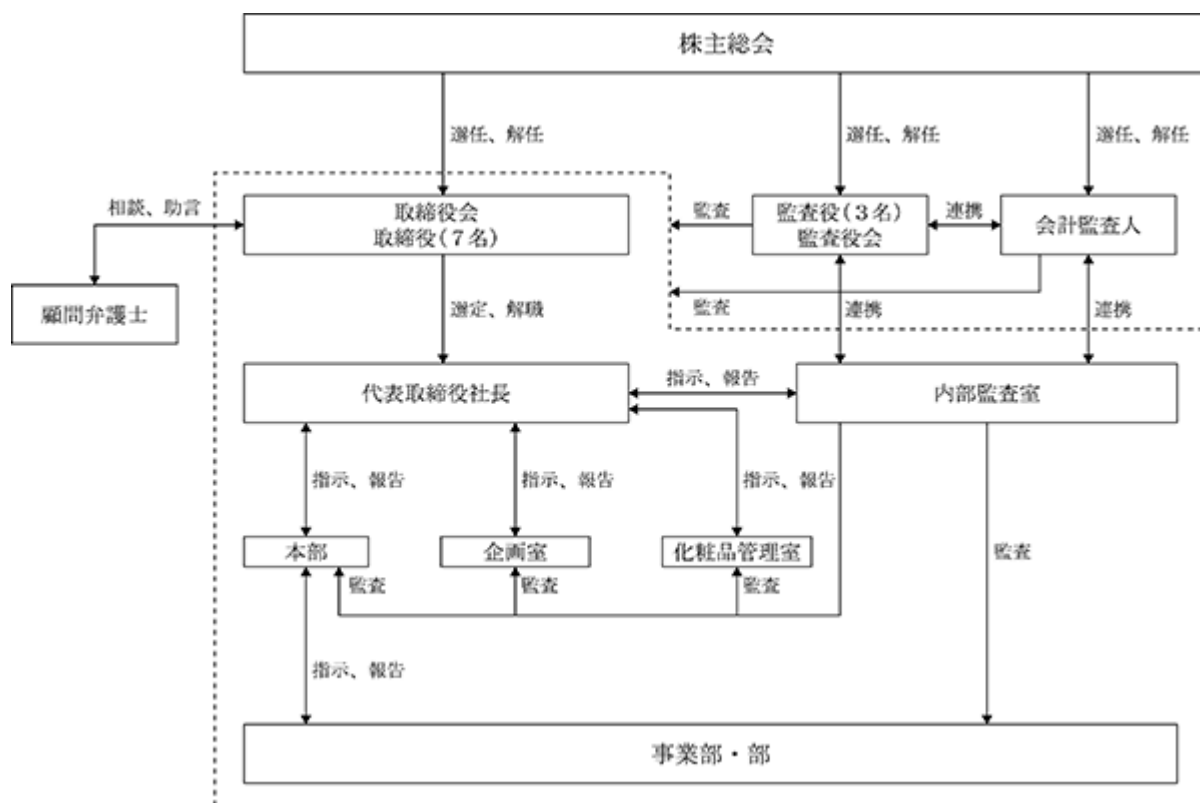 株主総会
選任、解任
選任、解任
選任、解任
相談、助言
取締役会
取締役(7名)
監査
監査役(3名)
監査役会
連携
会計監査人
顧問弁護士
選定、解職
監査
連携
連携
代表取締役社長
指示、報告
内部監査室
指示、報告
指示、報告
指示、報告
本部
企画室
化粧品管理室
監査
監査
監査
監査
指示、報告
事業部・部